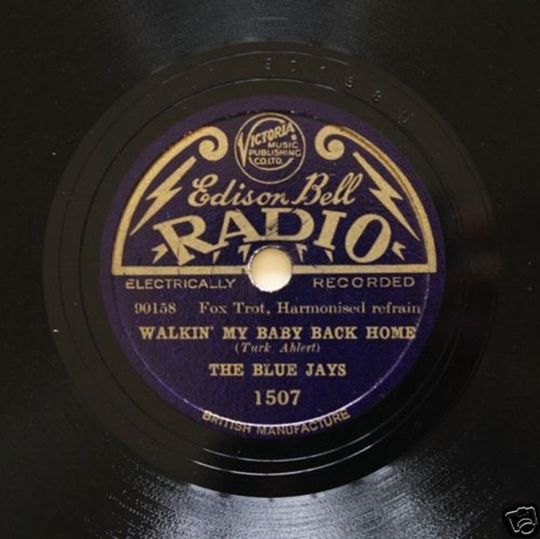 VICTORIA
MUSIC
PUBLISHING
CO. LTD.
Edison Bell
RADIO
ELECTRICALLY RECORDED
90158 Fox Trot, Harmonised refrain
WALKIN' MY BABY BACK HOME
(Turk Ahlert)
THE BLUE JAYS
1507
BRITISH MANUFACTURE